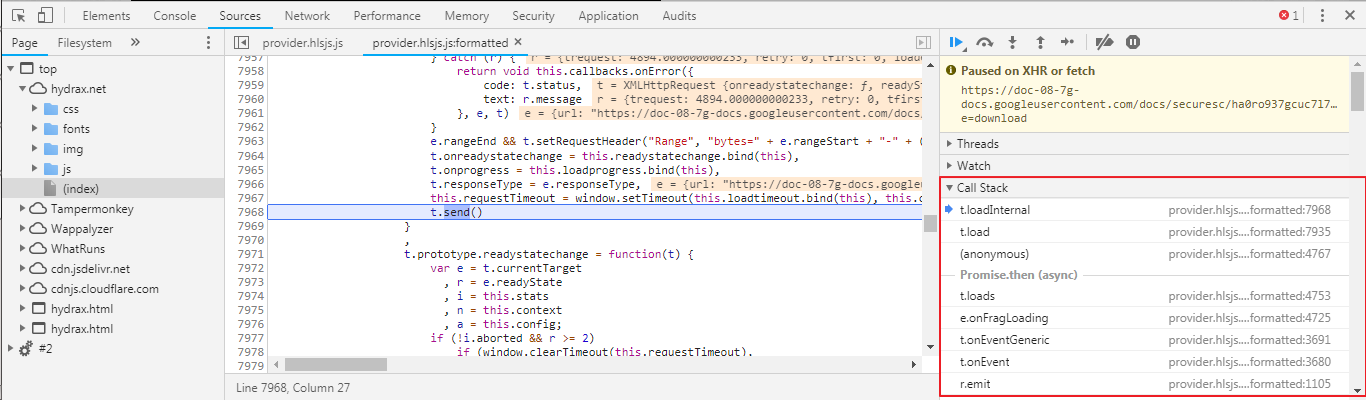 Elements Console Sources Network Performance Memory Security Application Audits 1
Page Filesystem
top
hydrax.net
css
fonts
img
js
(index)
Tampermonkey
Wappalyzer
WhatRuns
cdn.jsdelivr.net
cdnjs.cloudflare.com
hydrax.html
hydrax.html
#2
provider.hlsjs.js provider.hlsjs.js:formatted
7957 } catch (r) { r = {trequest: 4894.000000000233, retry: 0, tfirst: 0, load
7958 return void this.callbacks.onError({
7959 code: t.status, t = XMLHttpRequest {onreadystatechange: ƒ, readySt
7960 text: r.message r = {trequest: 4894.000000000233, retry: 0, tfirst
7961 }, e, t) e = {url: "https://doc-08-7g-docs.googleusercontent.com/docs/
7962 }
7963 e.rangeEnd && t.setRequestHeader("Range", "bytes=" + e.rangeStart + "-" + (
7964 t.onreadystatechange = this.readystatechange.bind(this),
7965 t.onprogress = this.loadprogress.bind(this),
7966 t.responseType = e.responseType, e = {url: "https://doc-08-7g-docs.googleu
7967 this.requestTimeout = window.setTimeout(this.loadtimeout.bind(this), this.c
7968 t.send()
7969 }
7970 ,
7971 t.prototype.readystatechange = function(t) {
7972 var e = t.currentTarget
7973 , r = e.readyState
7974 , i = this.stats
7975 , n = this.context
7976 , a = this.config;
7977 if (!i.aborted && r >= 2)
7978 if (window.clearTimeout(this.requestTimeout),
7979
Line 7968, Column 27
Paused on XHR or fetch
https://doc-08-7g-
docs.googleusercontent.com/docs/securesc/ha0ro937gcuc7l7…
e=download
Threads
Watch
Call Stack
t.loadInternal provider.hlsjs....formatted:7968
t.load provider.hlsjs....formatted:7935
(anonymous) provider.hlsjs....formatted:4767
Promise.then (async)
t.loads provider.hlsjs....formatted:4753
e.onFragLoading provider.hlsjs....formatted:4725
t.onEventGeneric provider.hlsjs....formatted:3691
t.onEvent provider.hlsjs....formatted:3680
r.emit provider.hlsjs....formatted:1105